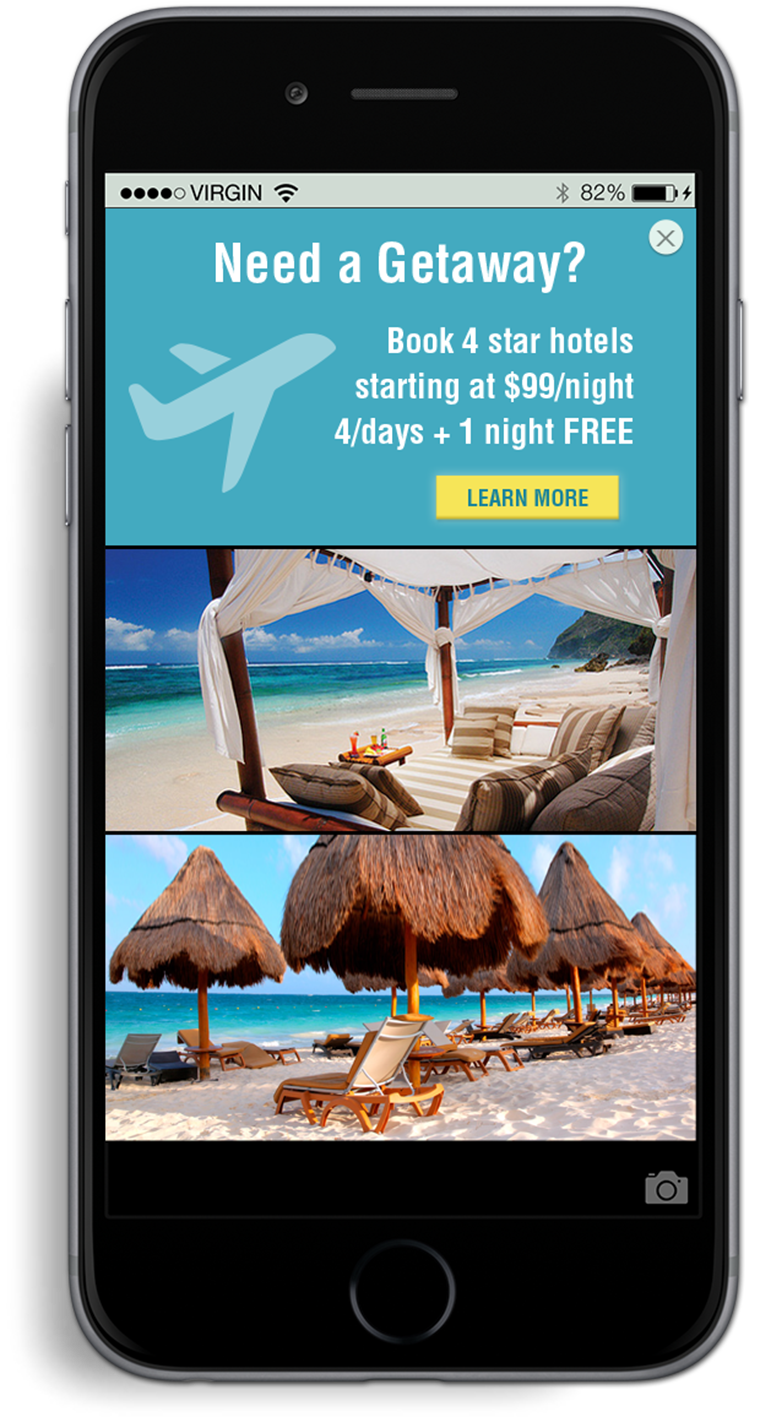 VIRGIN 82%
Need a Getaway?
Book 4 star hotels
starting at $99/night
4/days + 1 night FREE
LEARN MORE